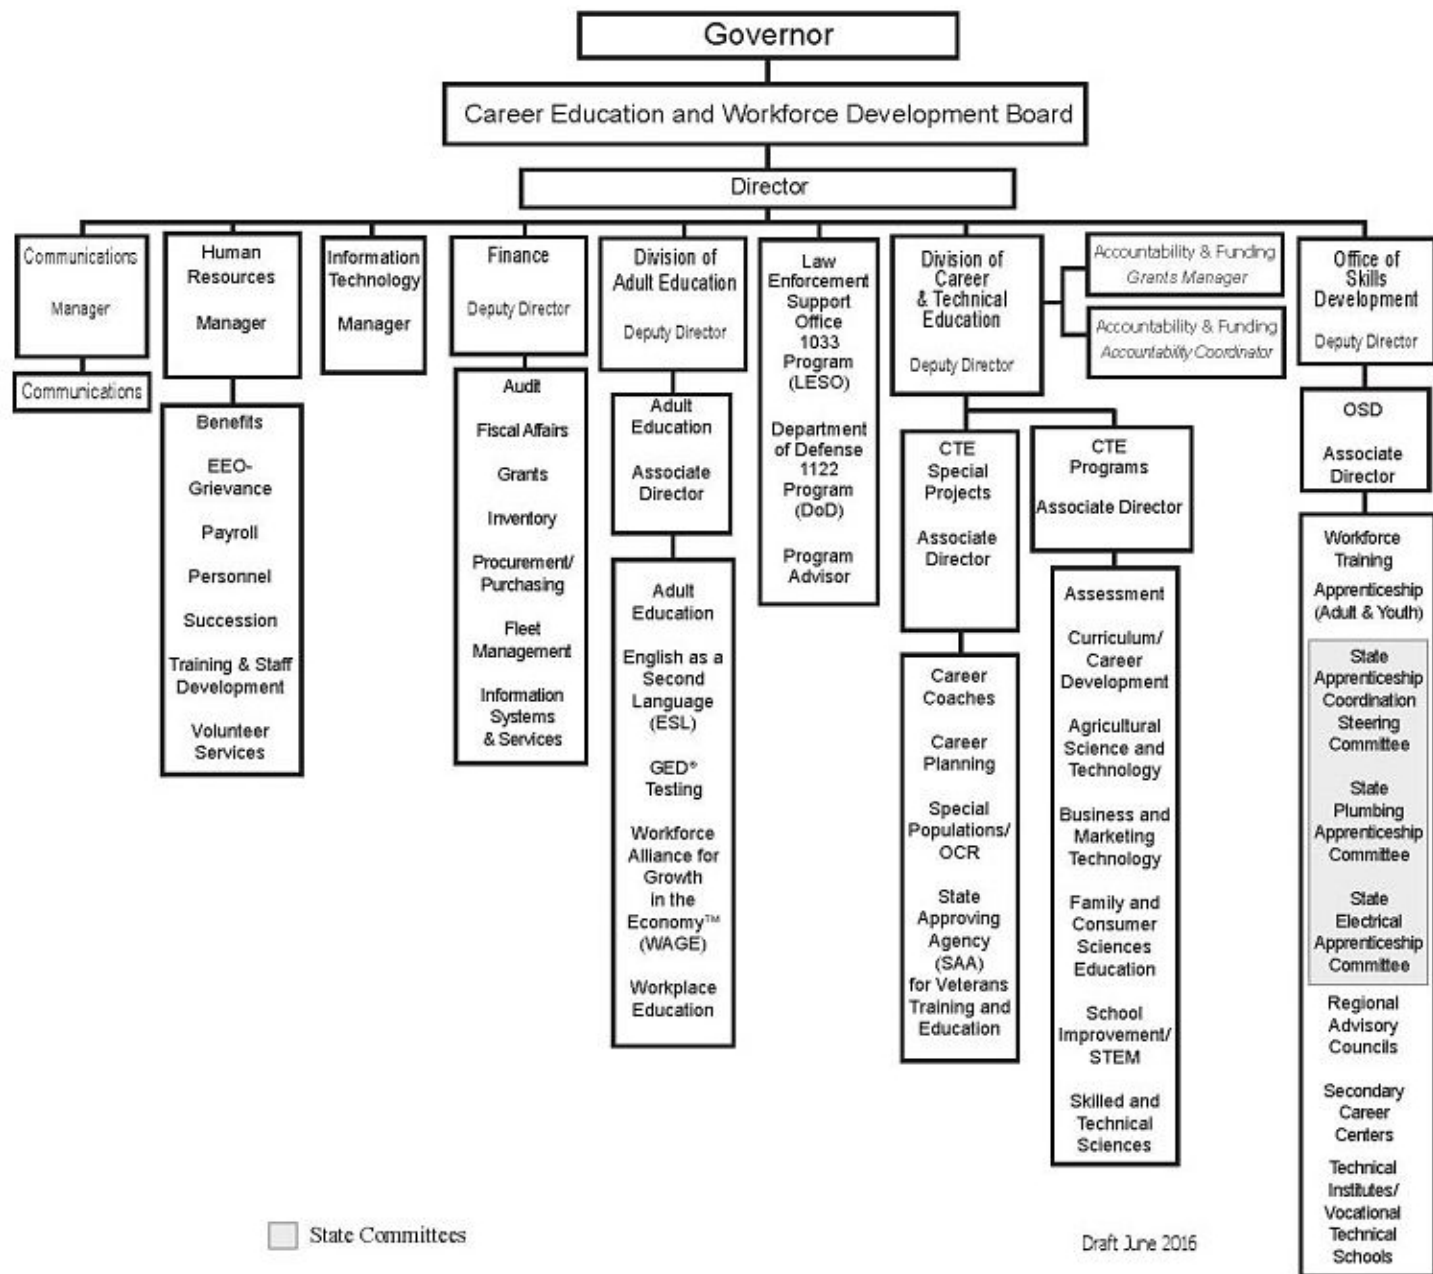 Governor
Career Education and Workforce Development Board
Director
Communications
Manager
Communications
Human
Resources
Manager
Benefits
EEO-
Grievance
Payroll
Personnel
Succession
Training & Staff
Development
Volunteer
Services
Information
Technology
Manager
Finance
Deputy Director
Audit
Fiscal Affairs
Grants
Inventory
Procurement/
Purchasing
Fleet
Management
Information
Systems
& Services
Division of
Adult Education
Deputy Director
Adult
Education
Associate
Director
Adult
Education
English as a
Second
Language
(ESL)
GED®
Testing
Workforce
Alliance for
Growth
in the
Economy™
(WAGE)
Workplace
Education
Law
Enforcement
Support
Office
1033
Program
(LESO)
Department
of Defense
1122
Program
(DoD)
Program
Advisor
Division of
Career
& Technical
Education
Deputy Director
Accountability & Funding
Grants Manager
Accountability & Funding
Accountability Coordinator
CTE
Special
Projects
Associate
Director
Career
Coaches
Career
Planning
Special
Populations/
OCR
State
Approving
Agency
(SAA)
for Veterans
Training and
Education
CTE
Programs
Associate Director
Assessment
Curriculum/
Career
Development
Agricultural
Science and
Technology
Business and
Marketing
Technology
Family and
Consumer
Sciences
Education
School
Improvement/
STEM
Skilled and
Technical
Sciences
Office of
Skills
Development
Deputy Director
OSD
Associate
Director
Workforce
Training
Apprenticeship
(Adult & Youth)
State
Apprenticeship
Coordination
Steering
Committee
State
Plumbing
Apprenticeship
Committee
State
Electrical
Apprenticeship
Committee
Regional
Advisory
Councils
Secondary
Career
Centers
Technical
Institutes/
Vocational
Technical
Schools
State Committees
Draft June 2016